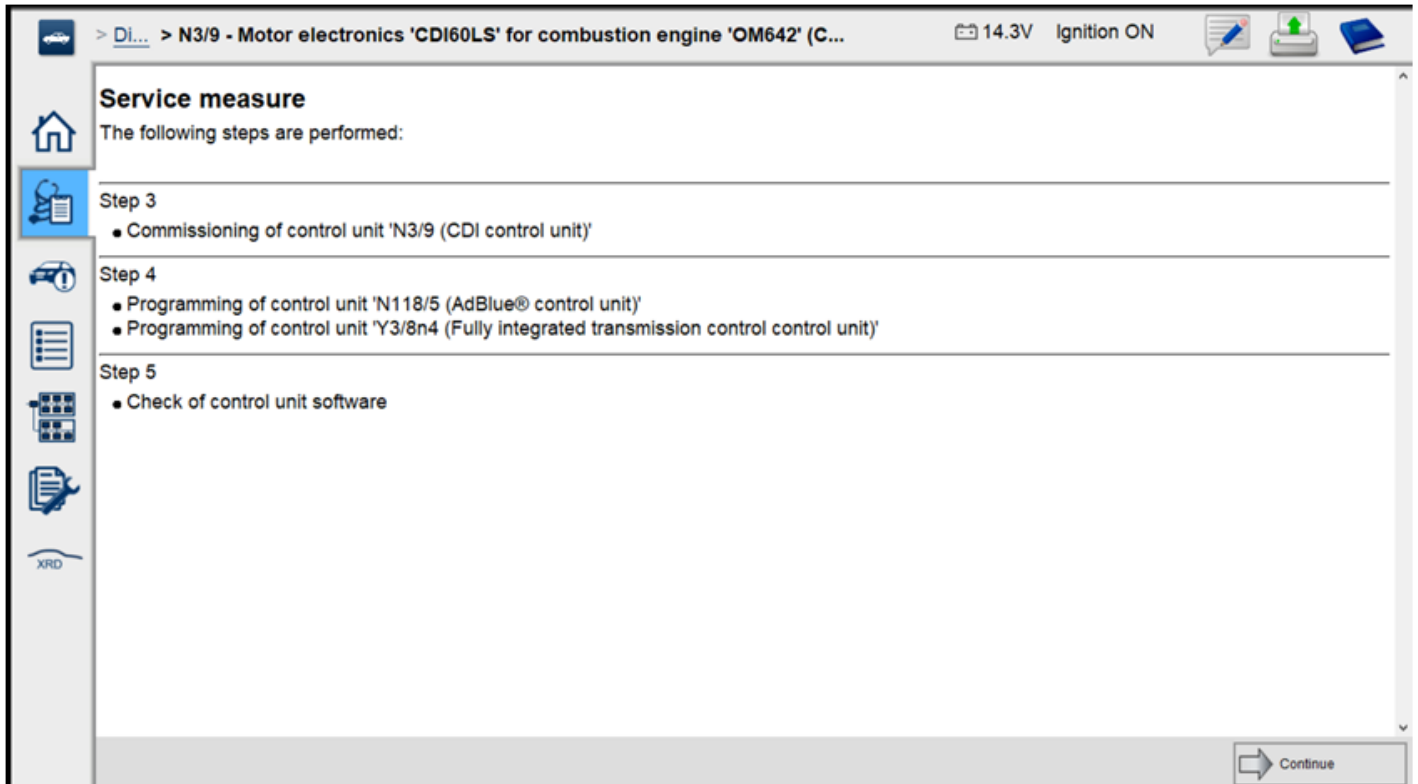 > Di... > N3/9 - Motor electronics 'CDI60LS' for combustion engine 'OM642' (C...
14.3V
Ignition ON
Service measure
The following steps are performed:
Step 3
• Commissioning of control unit 'N3/9 (CDI control unit)'
Step 4
• Programming of control unit 'N118/5 (AdBlue® control unit)'
• Programming of control unit 'Y3/8n4 (Fully integrated transmission control control unit)'
Step 5
• Check of control unit software
XRD
Continue